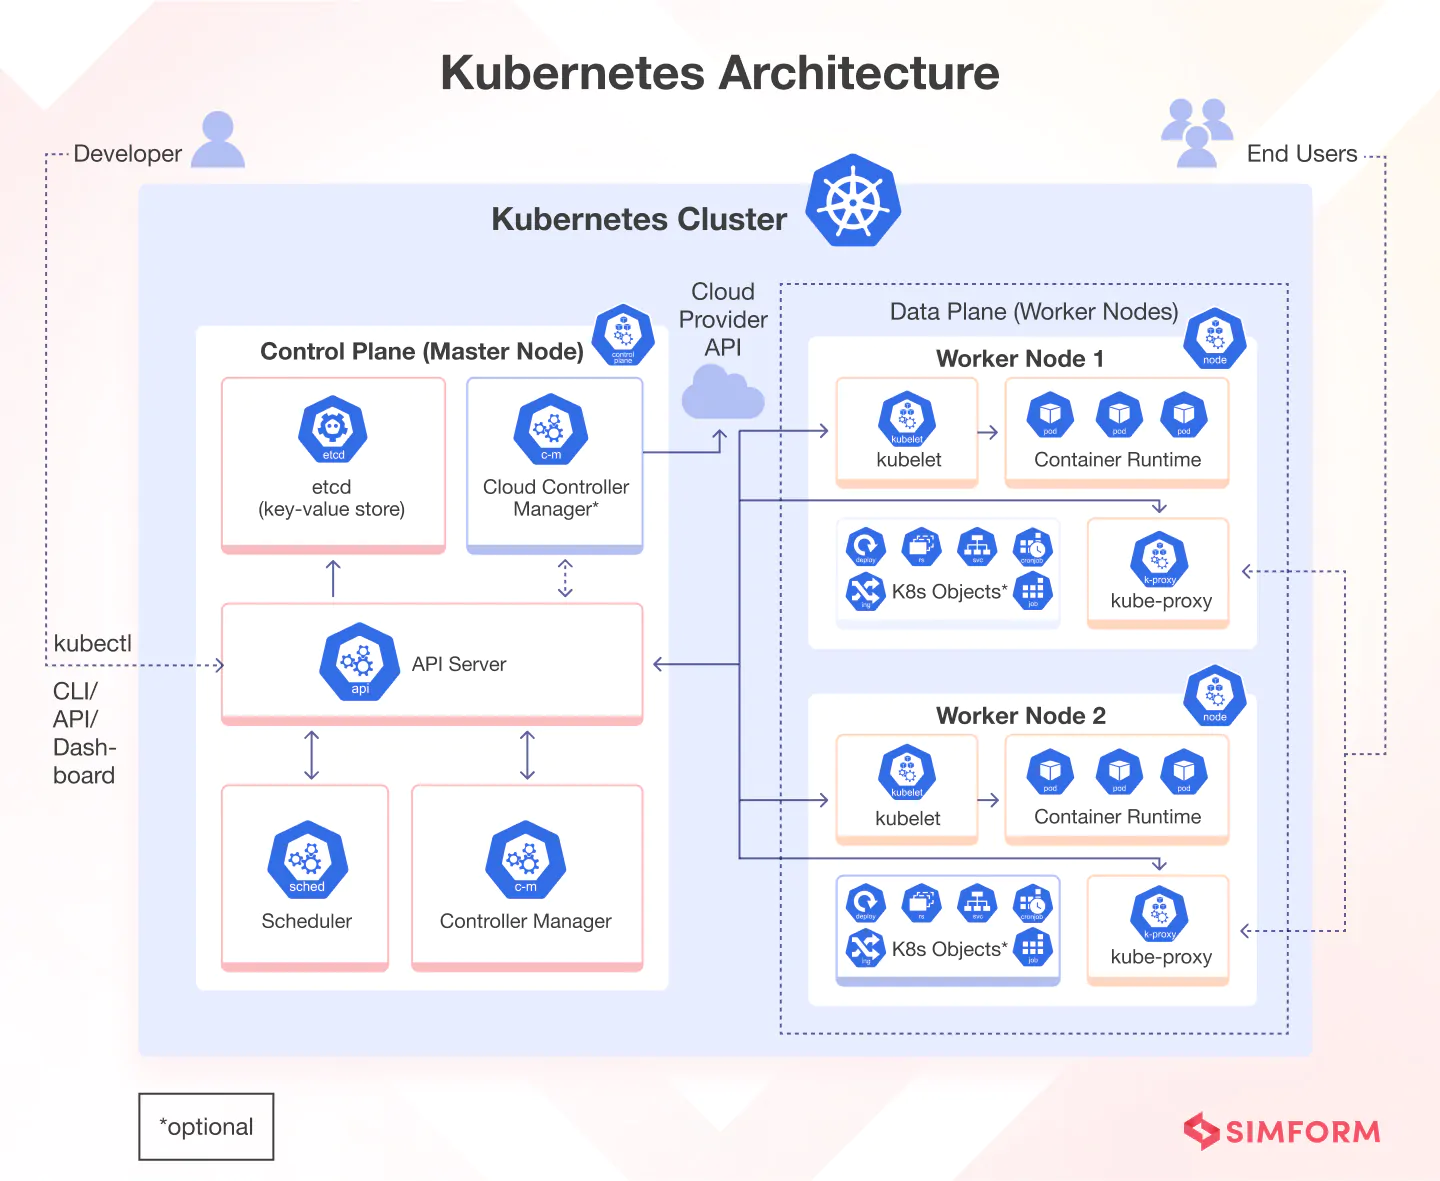 Kubernetes Architecture
Developer
End Users
Kubernetes Cluster
Cloud
Provider
API
Control Plane (Master Node)
control
plane
etcd
etcd
(key-value store)
c-m
Cloud Controller
Manager*
kubectl
CLI/
API/
Dash-
board
api
API Server
sched
Scheduler
c-m
Controller Manager
Data Plane (Worker Nodes)
Worker Node 1
node
kubelet
kubelet
pod
pod
pod
Container Runtime
deploy
rs
svc
cronjob
ing
K8s Objects*
job
k-proxy
kube-proxy
Worker Node 2
node
kubelet
kubelet
pod
pod
pod
Container Runtime
deploy
rs
svc
cronjob
ing
K8s Objects*
job
k-proxy
kube-proxy
*optional
SIMFORM